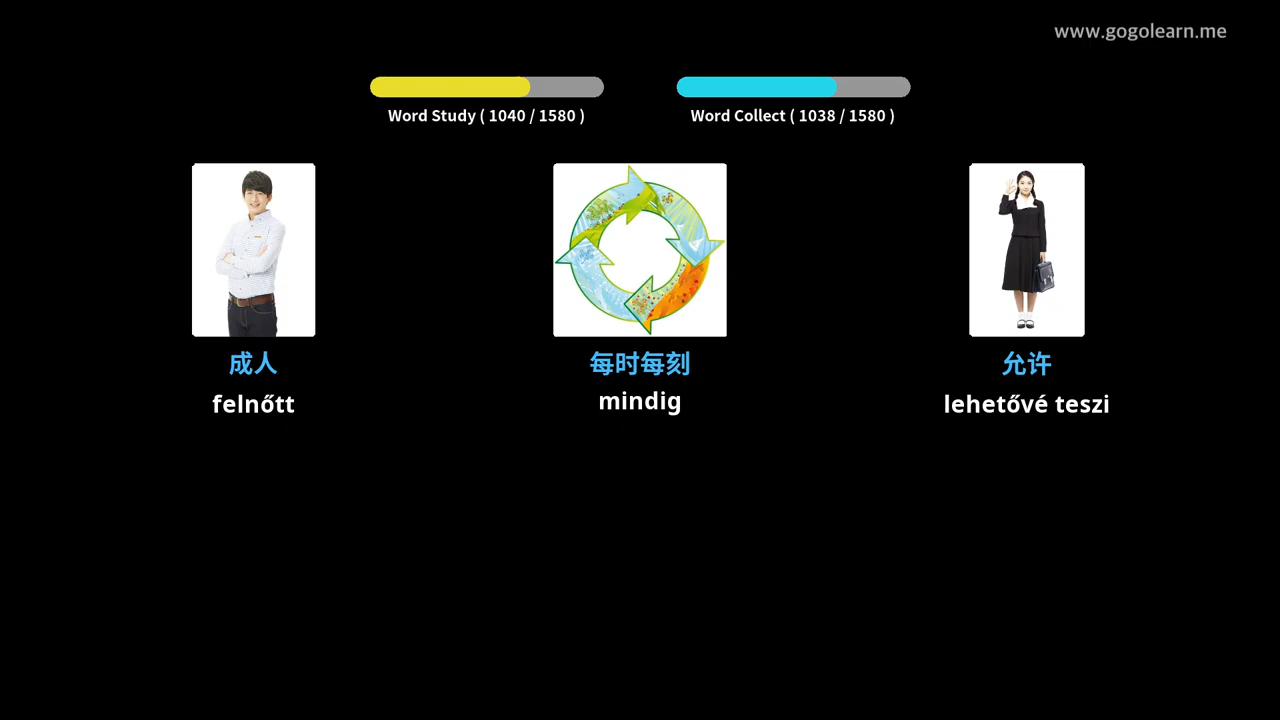 www.gogolearn.me
Word Study ( 1040 / 1580 )
Word Collect ( 1038 / 1580 )
成人
每时每刻
允许
felnőtt
mindig
lehetővé teszi